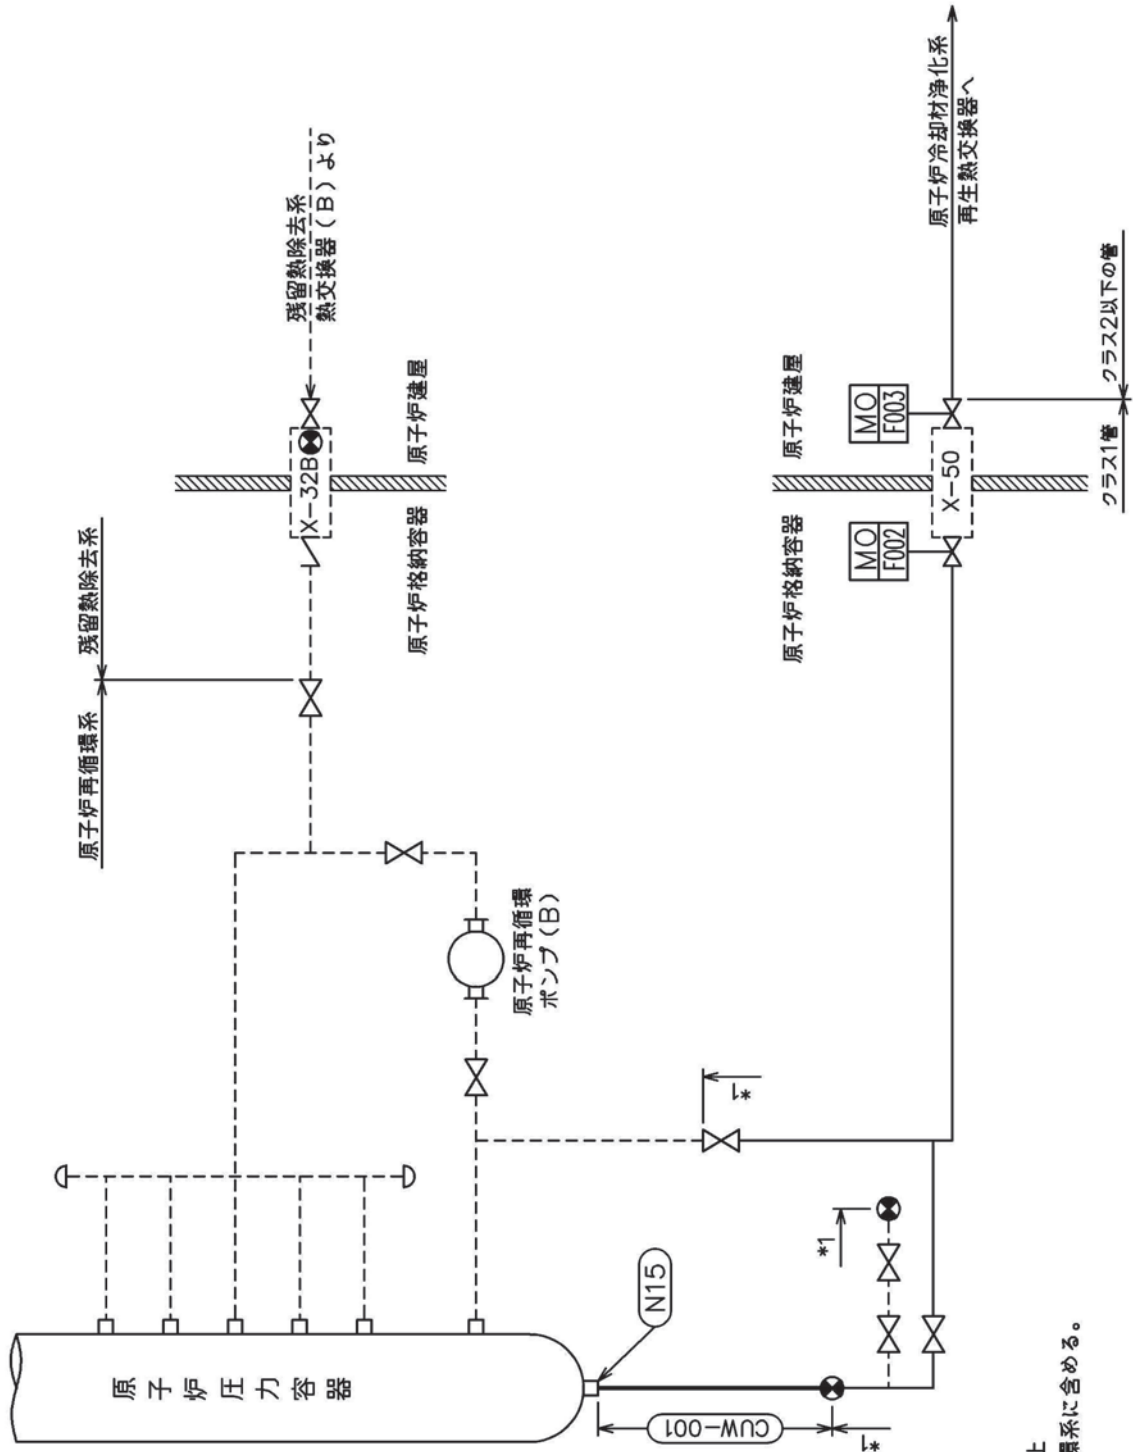 原子炉再循環系
残留熱除去系
残留熱除去系
熱交換器(B)より
X-32B
原子炉格納容器
原子炉建屋
原子炉再循環
ポンプ(B)
原子炉圧力容器
N15
CUW-001
*1
*1
*1
MO
F002
MO
F003
X-50
原子炉格納容器
原子炉建屋
原子炉冷却材浄化系
再生熱交換器へ
クラス1管
クラス2以下の管
上
環系に含める。